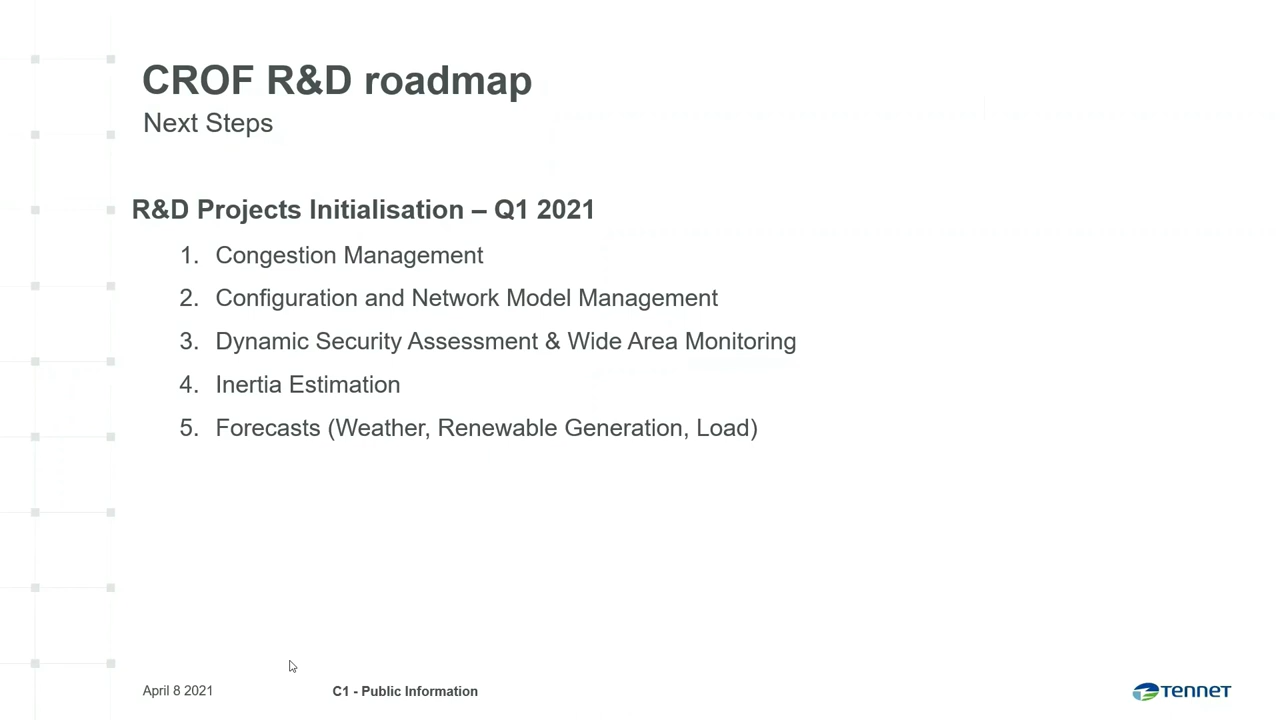 CROF R&D roadmap
Next Steps
R&D Projects Initialisation – Q1 2021
1. Congestion Management
2. Configuration and Network Model Management
3. Dynamic Security Assessment & Wide Area Monitoring
4. Inertia Estimation
5. Forecasts (Weather, Renewable Generation, Load)
April 8 2021
C1 - Public Information
TenneT